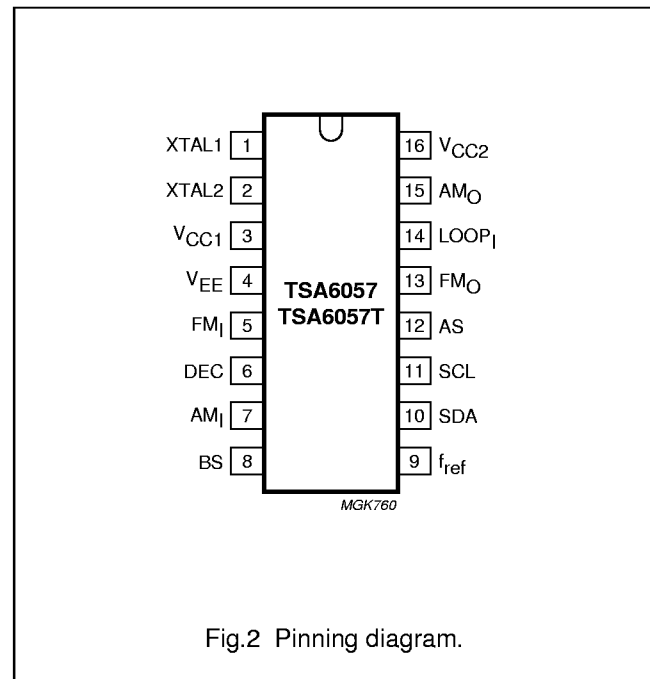 XTAL1 1
XTAL2 2
VCC1 3
VEE 4
FMI 5
DEC 6
AMI 7
BS 8
TSA6057
TSA6057T
16 VCC2
15 AMO
14 LOOPI
13 FMO
12 AS
11 SCL
10 SDA
9 fref
MGK760
Fig.2 Pinning diagram.